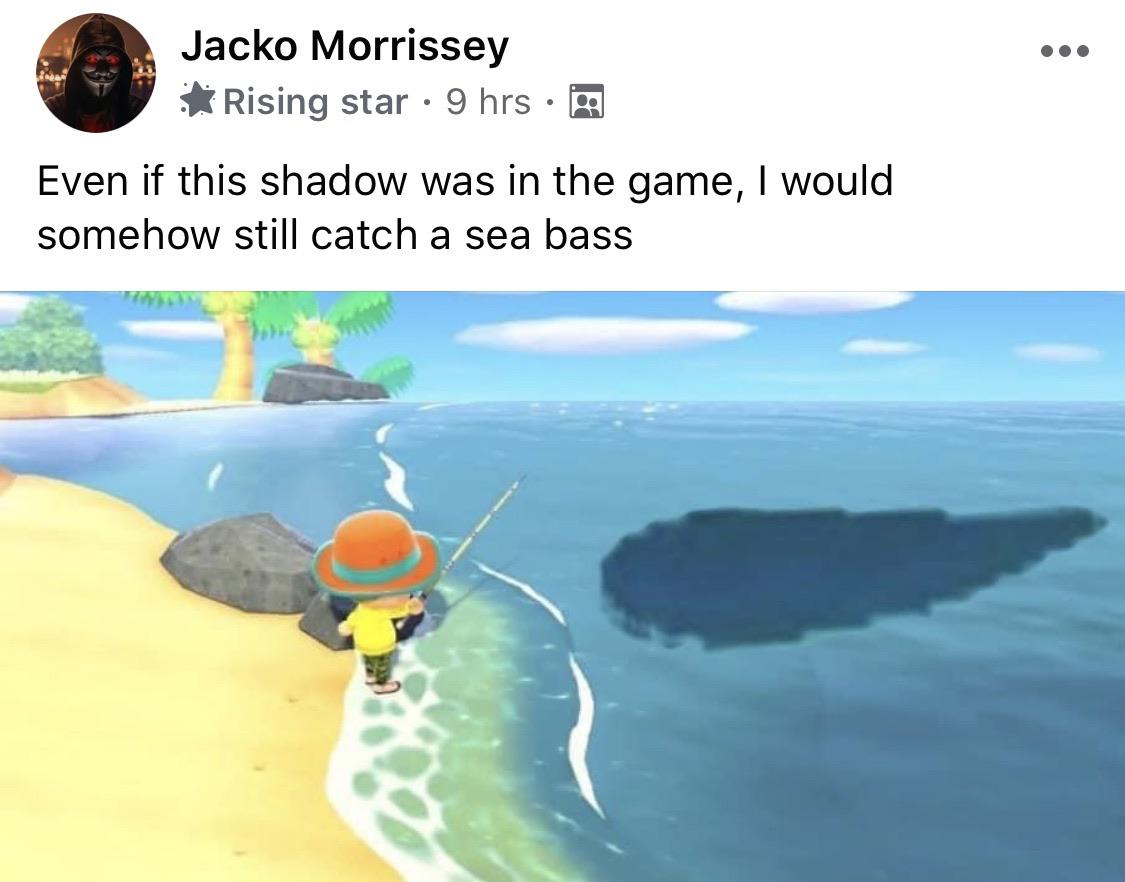 Jacko Morrissey
Rising star · 9 hrs ·
Even if this shadow was in the game, I would
somehow still catch a sea bass